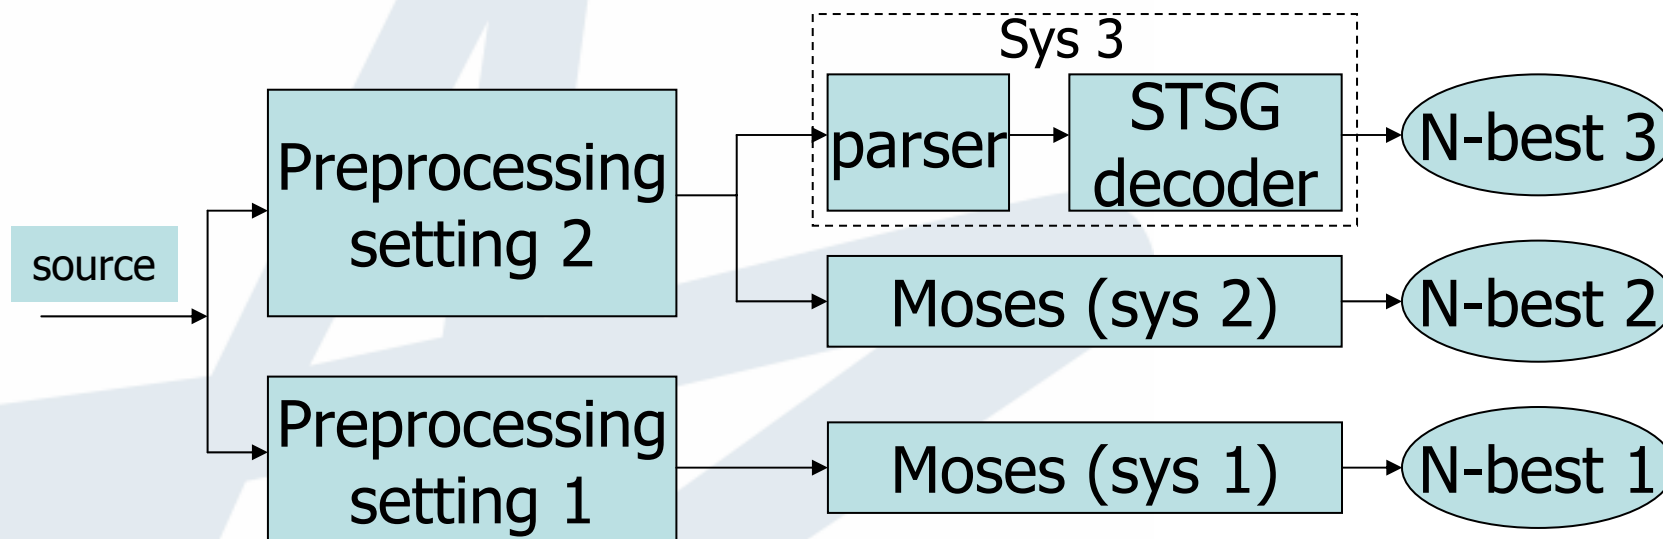 Sys 3
parser
STSG
decoder
N-best 3
Preprocessing
setting 2
source
Moses (sys 2)
N-best 2
Preprocessing
setting 1
Moses (sys 1)
N-best 1